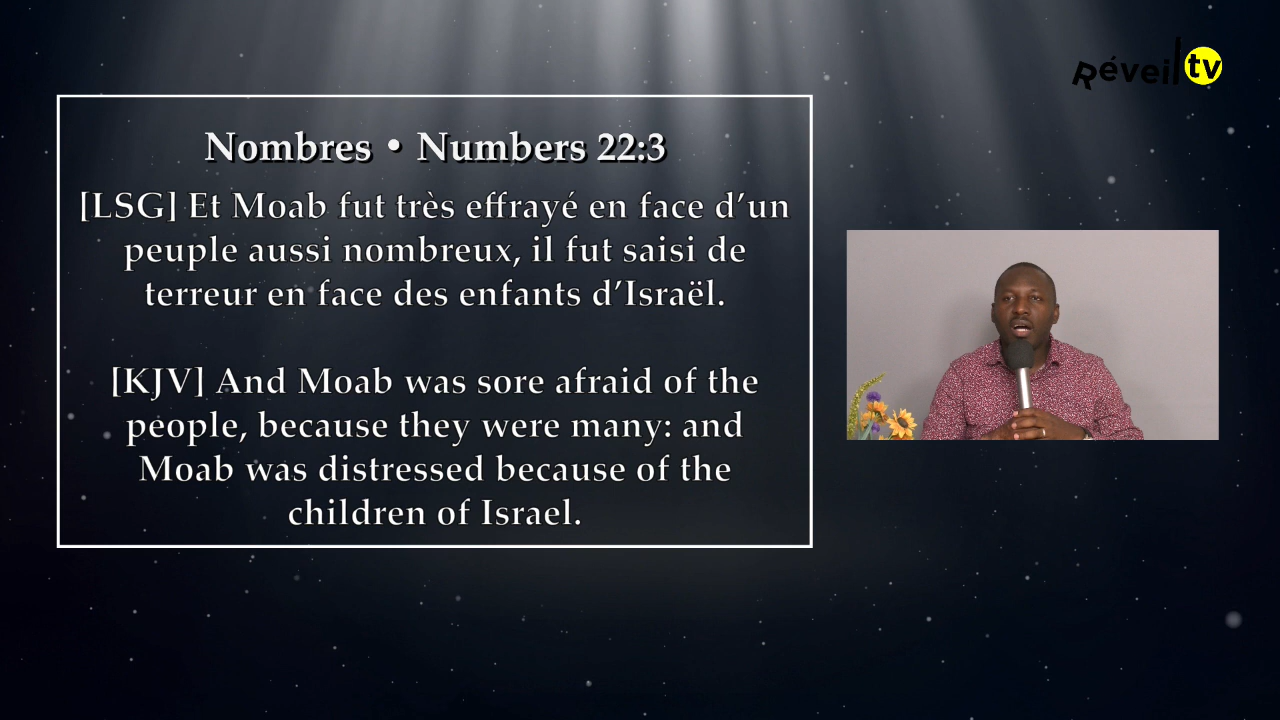 Réveil tv
Nombres • Numbers 22:3
[LSG] Et Moab fut très effrayé en face d’un
peuple aussi nombreux, il fut saisi de
terreur en face des enfants d’Israël.
[KJV] And Moab was sore afraid of the
people, because they were many: and
Moab was distressed because of the
children of Israel.